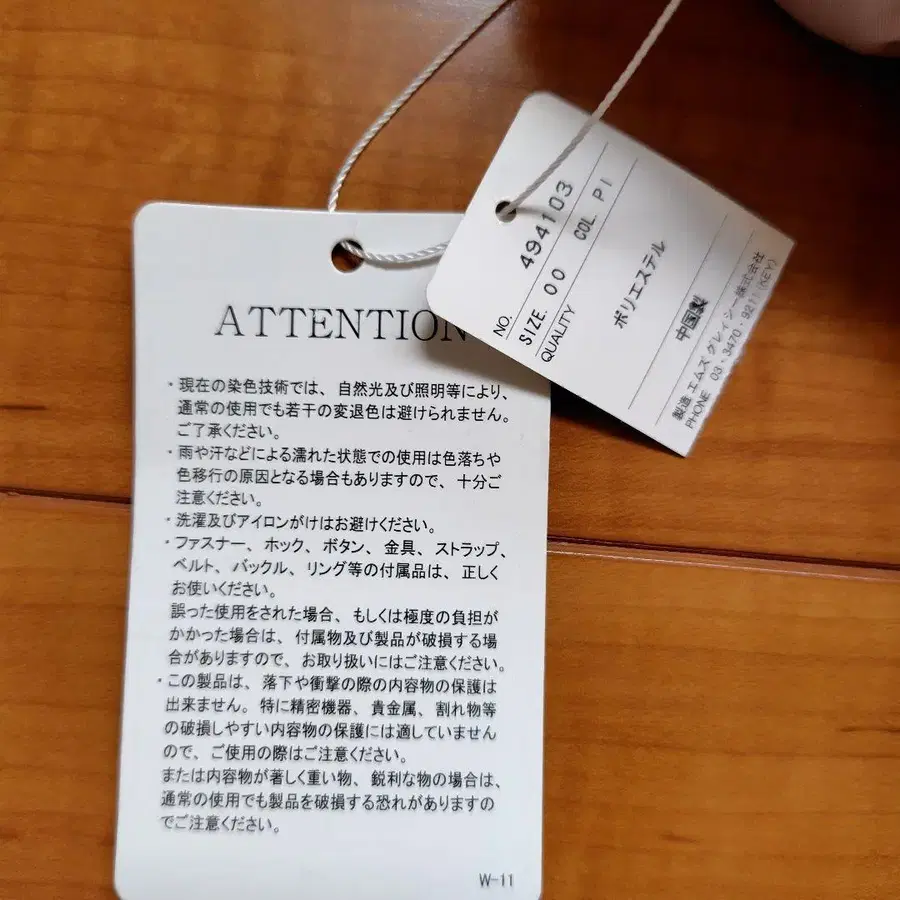 ATTENTION
・現在の染色技術では、自然光及び照明等により、
通常の使用でも若干の変退色は避けられません。
ご了承ください。
・雨や汗などによる濡れた状態での使用は色落ちや
色移行の原因となる場合もありますので、十分ご
注意ください。
・洗濯及びアイロンがけはお避けください。
・ファスナー、ホック、ボタン、金具、ストラップ、
ベルト、バックル、リング等の付属品は、正しく
お使いください。
誤った使用をされた場合、もしくは極度の負担が
かかった場合は、付属物及び製品が破損する場
合がありますので、お取り扱いにはご注意ください。
・この製品は、落下や衝撃の際の内容物の保護は
出来ません。特に精密機器、貴金属、割れ物等
の破損しやすい内容物の保護には適していません
ので、ご使用の際はご注意ください。
または内容物が著しく重い物、鋭利な物の場合は、
通常の使用でも製品を破損する恐れがありますの
でご注意ください。
W-11
NO. 494103
SIZE. 00 COL. PI
QUALITY
ポリエステル
中国製
製造 エムズ グレイシー株式会社
PHONE 03・3470・9211 (KEY)